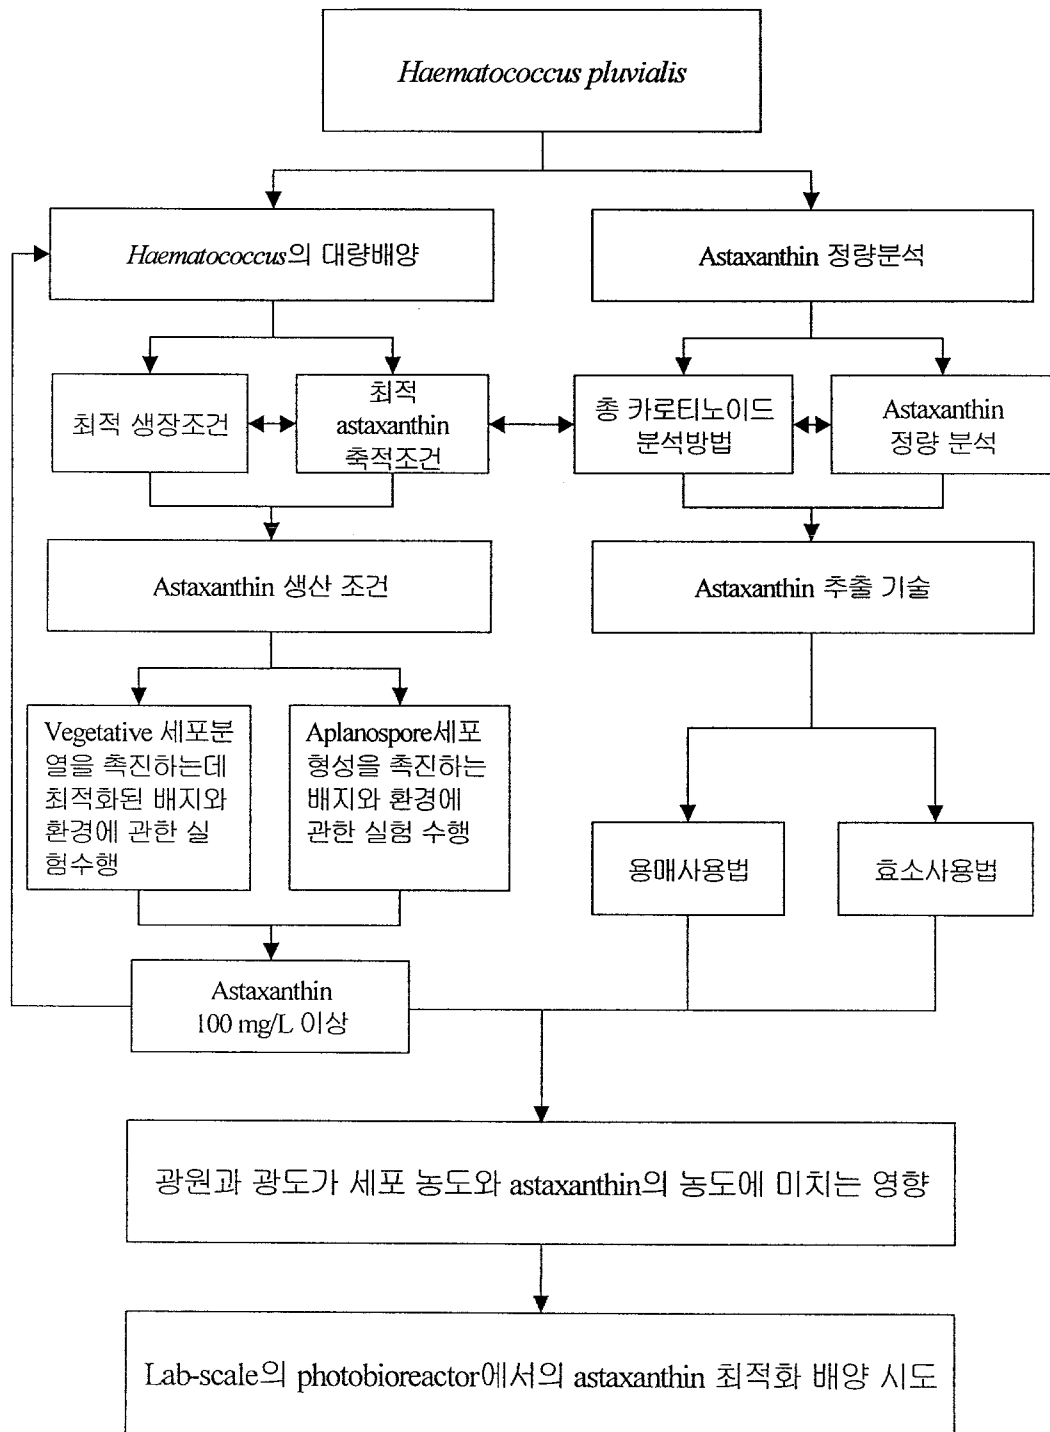 Haematococcus pluvialis
Haematococcus의 대량배양
Astaxanthin 정량분석
최적 생장조건
최적
astaxanthin
축적조건
총 카로티노이드
분석방법
Astaxanthin
정량 분석
Astaxanthin 생산 조건
Astaxanthin 추출 기술
Vegetative 세포분
열을 촉진하는데
최적화된 배지와
환경에 관한 실
험수행
Aplanospore세포
형성을 촉진하는
배지와 환경에
관한 실험 수행
용매사용법
효소사용법
Astaxanthin
100 mg/L 이상
광원과 광도가 세포 농도와 astaxanthin의 농도에 미치는 영향
Lab-scale의 photobioreactor에서의 astaxanthin 최적화 배양 시도